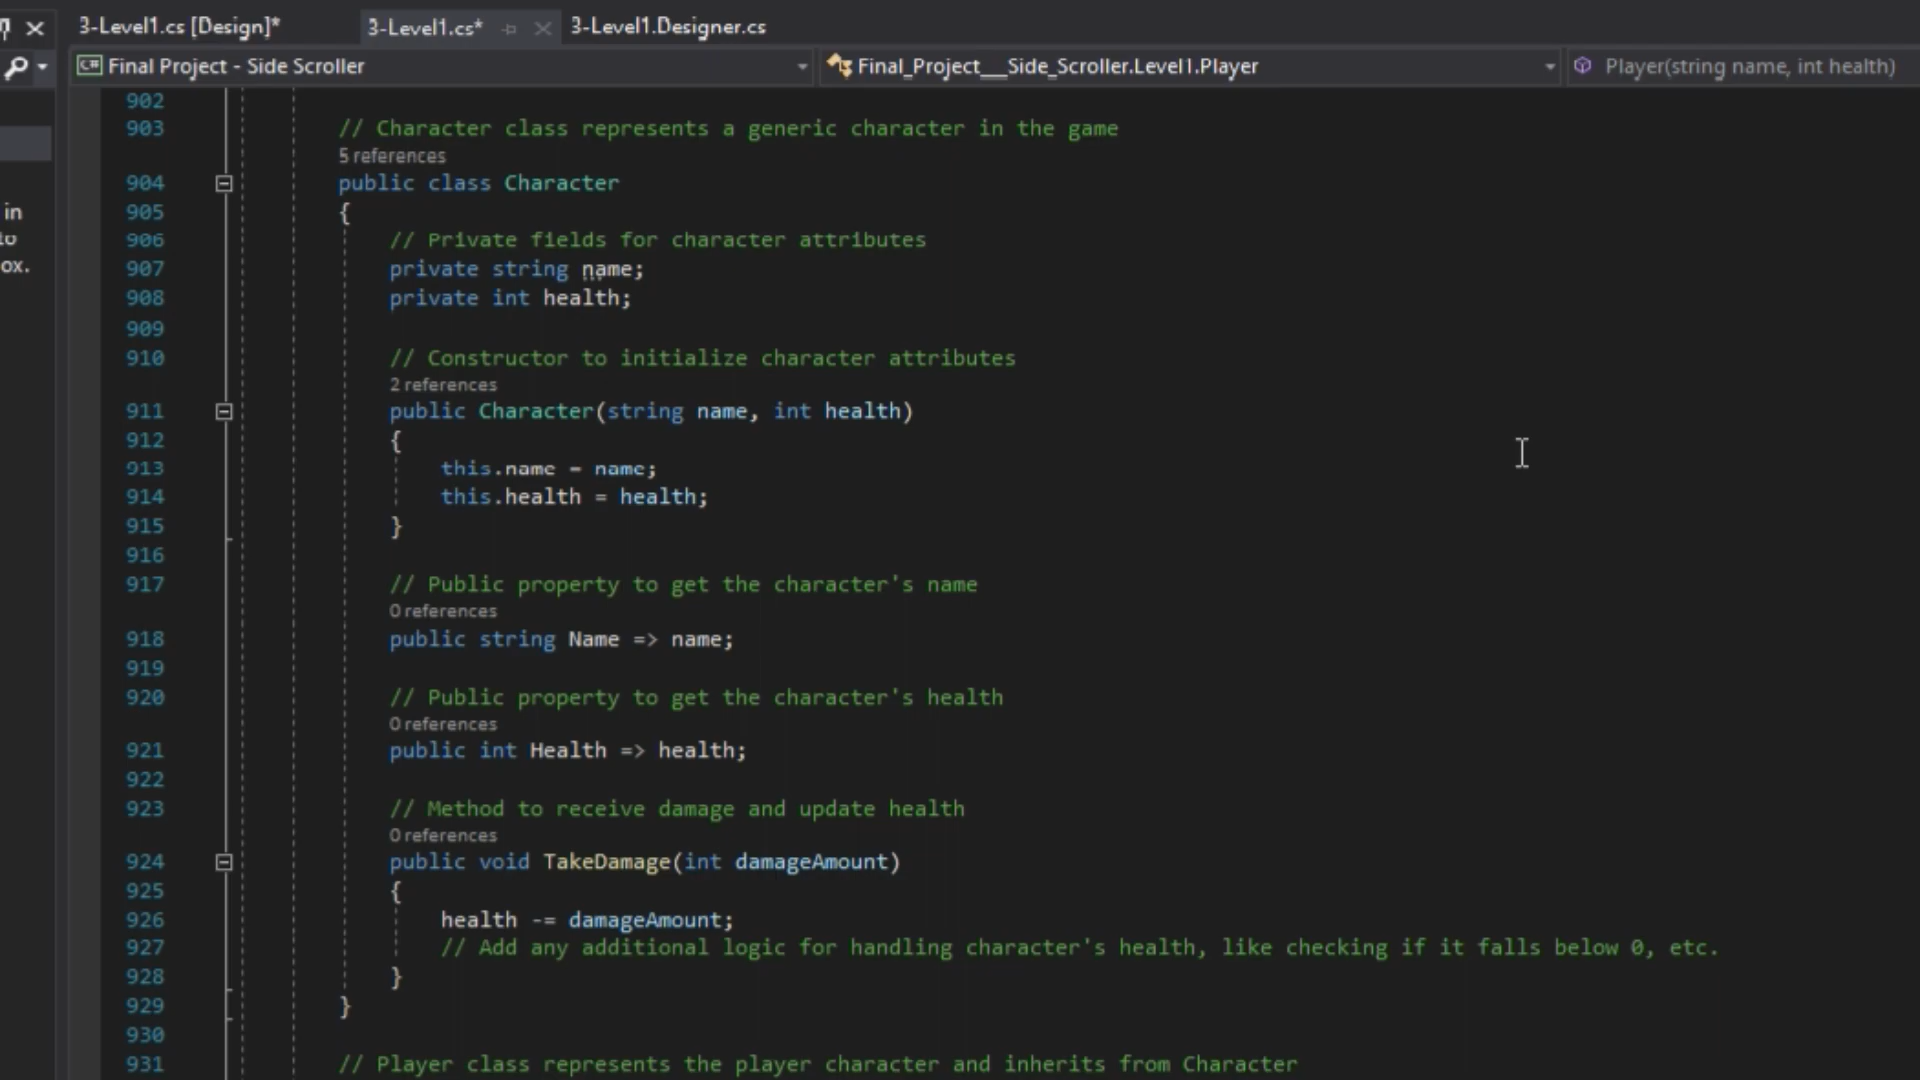 3-Level1.cs [Design]* 3-Level1.cs* 3-Level1.Designer.cs
C# Final Project - Side Scroller Final_Project___Side_Scroller.Level1.Player Player(string name, int health)
902
903 // Character class represents a generic character in the game
5 references
904 public class Character
in
905 {
to
906 // Private fields for character attributes
ox.
907 private string name;
908 private int health;
909
910 // Constructor to initialize character attributes
2 references
911 public Character(string name, int health)
912 {
913 this.name = name;
914 this.health = health;
915 }
916
917 // Public property to get the character's name
0 references
918 public string Name => name;
919
920 // Public property to get the character's health
0 references
921 public int Health => health;
922
923 // Method to receive damage and update health
0 references
924 public void TakeDamage(int damageAmount)
925 {
926 health -= damageAmount;
927 // Add any additional logic for handling character's health, like checking if it falls below 0, etc.
928 }
929 }
930
931 // Player class represents the player character and inherits from Character